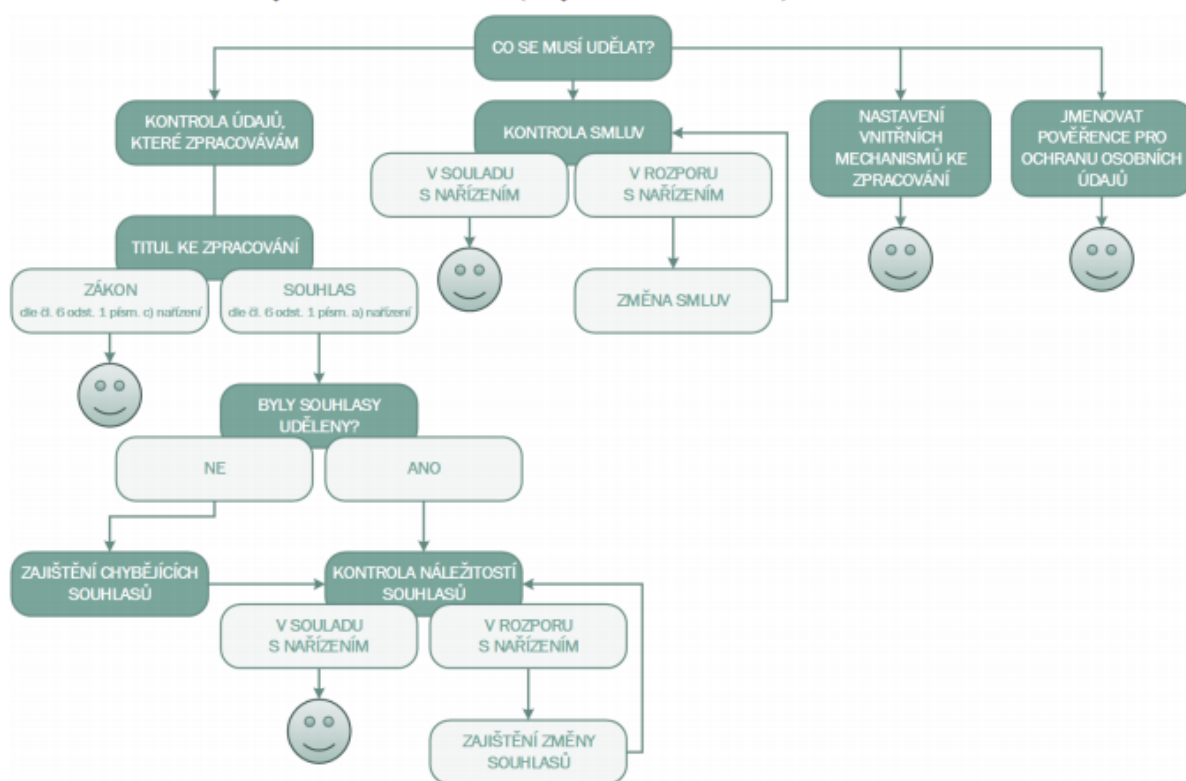 CO SE MUSÍ UDĚLAT?
KONTROLA ÚDAJŮ,
KTERÉ ZPRACOVÁVÁM
KONTROLA SMLUV
NASTAVENÍ
VNITŘNÍCH
MECHANISMŮ KE
ZPRACOVÁNÍ
JMENOVAT
POVĚŘENCE PRO
OCHRANU OSOBNÍCH
ÚDAJŮ
V SOULADU
S NAŘÍZENÍM
V ROZPORU
S NAŘÍZENÍM
TITUL KE ZPRACOVÁNÍ
ZÁKON
dle čl. 6 odst. 1 písm. c) nařízení
SOUHLAS
dle čl. 6 odst. 1 písm. a) nařízení
ZMĚNA SMLUV
BYLY SOUHLASY
UDĚLENY?
NE
ANO
ZAJIŠTĚNÍ CHYBĚJÍCÍCH
SOUHLASŮ
KONTROLA NÁLEŽITOSTÍ
SOUHLASŮ
V SOULADU
S NAŘÍZENÍM
V ROZPORU
S NAŘÍZENÍM
ZAJIŠTĚNÍ ZMĚNY
SOUHLASŮ